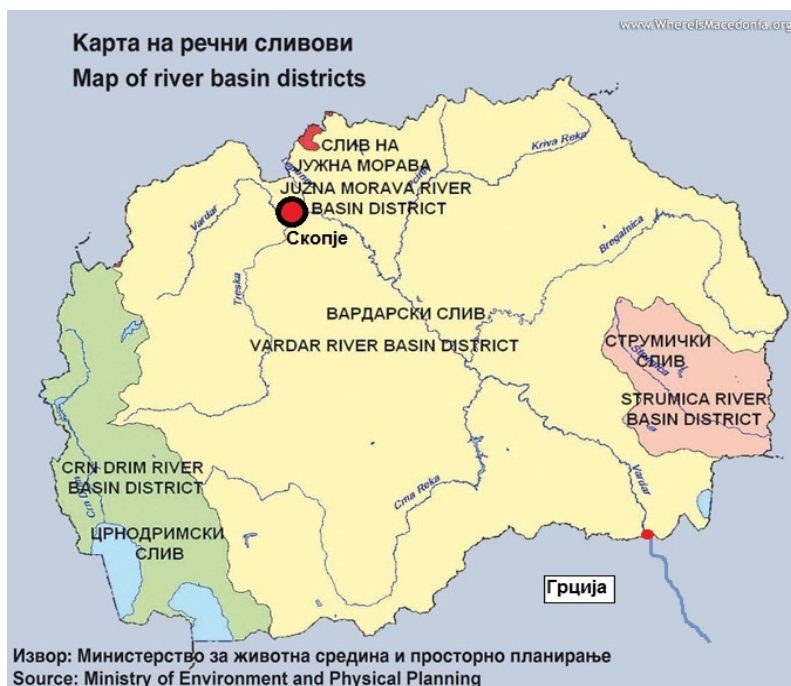 www.WhereIsMacedonia.org
Карта на речни сливови
Map of river basin districts
СЛИВ НА
ЈУЖНА МОРАВА
JUZNA MORAVA RIVER
BASIN DISTRICT
Kriva Reka
Vardar
Скопје
Bregalnica
Treska
ВАРДАРСКИ СЛИВ
VARDAR RIVER BASIN DISTRICT
СТРУМИЧКИ
СЛИВ
Strumica
STRUMICA RIVER
BASIN DISTRICT
CRN DRIM RIVER
BASIN DISTRICT
Crn Drim
Crna Reka
Vardar
ЦРНОДРИМСКИ
СЛИВ
Грција
Извор: Министерство за животна средина и просторно планирање
Source: Ministry of Environment and Physical Planning